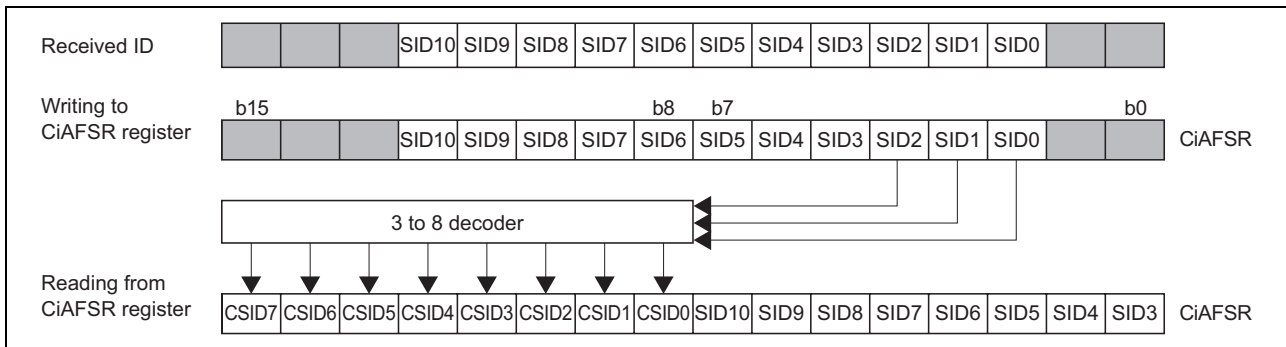 Received ID
SID10 SID9 SID8 SID7 SID6 SID5 SID4 SID3 SID2 SID1 SID0
Writing to
CiAFSR register
b15 b8 b7 b0
SID10 SID9 SID8 SID7 SID6 SID5 SID4 SID3 SID2 SID1 SID0
CiAFSR
3 to 8 decoder
Reading from
CiAFSR register
CSID7 CSID6 CSID5 CSID4 CSID3 CSID2 CSID1 CSID0 SID10 SID9 SID8 SID7 SID6 SID5 SID4 SID3
CiAFSR